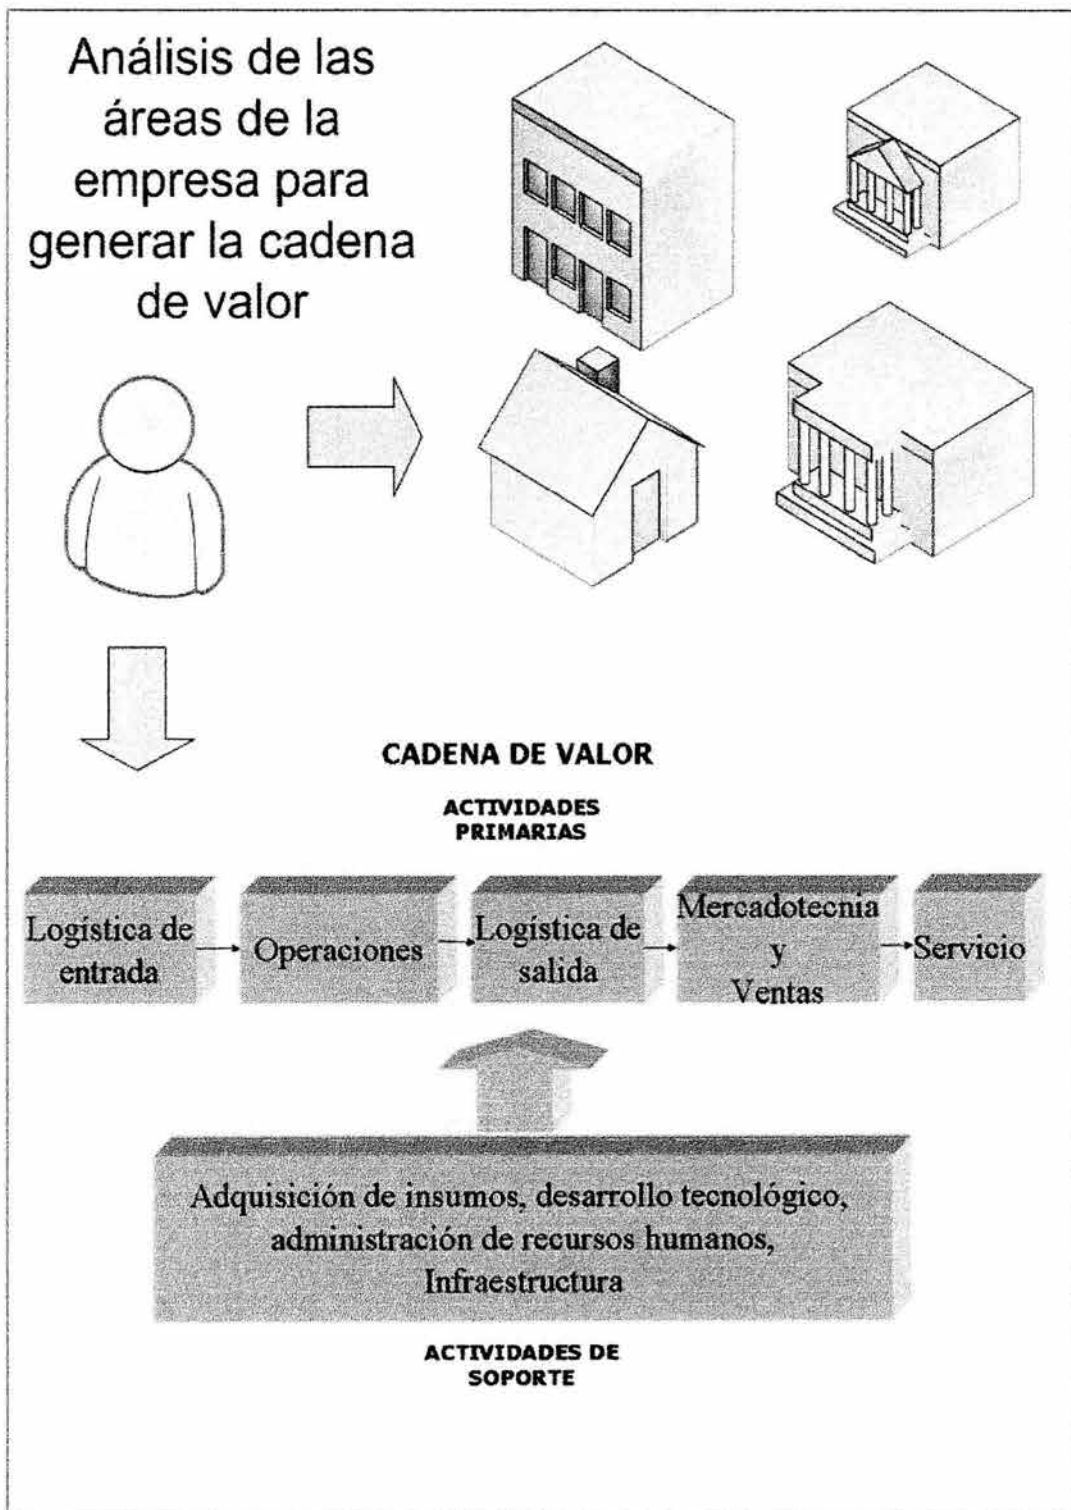 Análisis de las
áreas de la
empresa para
generar la cadena
de valor
CADENA DE VALOR
ACTIVIDADES
PRIMARIAS
Logística de
entrada
Operaciones
Logística de
salida
Mercadotecnia
y
Ventas
Servicio
Adquisición de insumos, desarrollo tecnológico,
administración de recursos humanos,
Infraestructura
ACTIVIDADES DE
SOPORTE